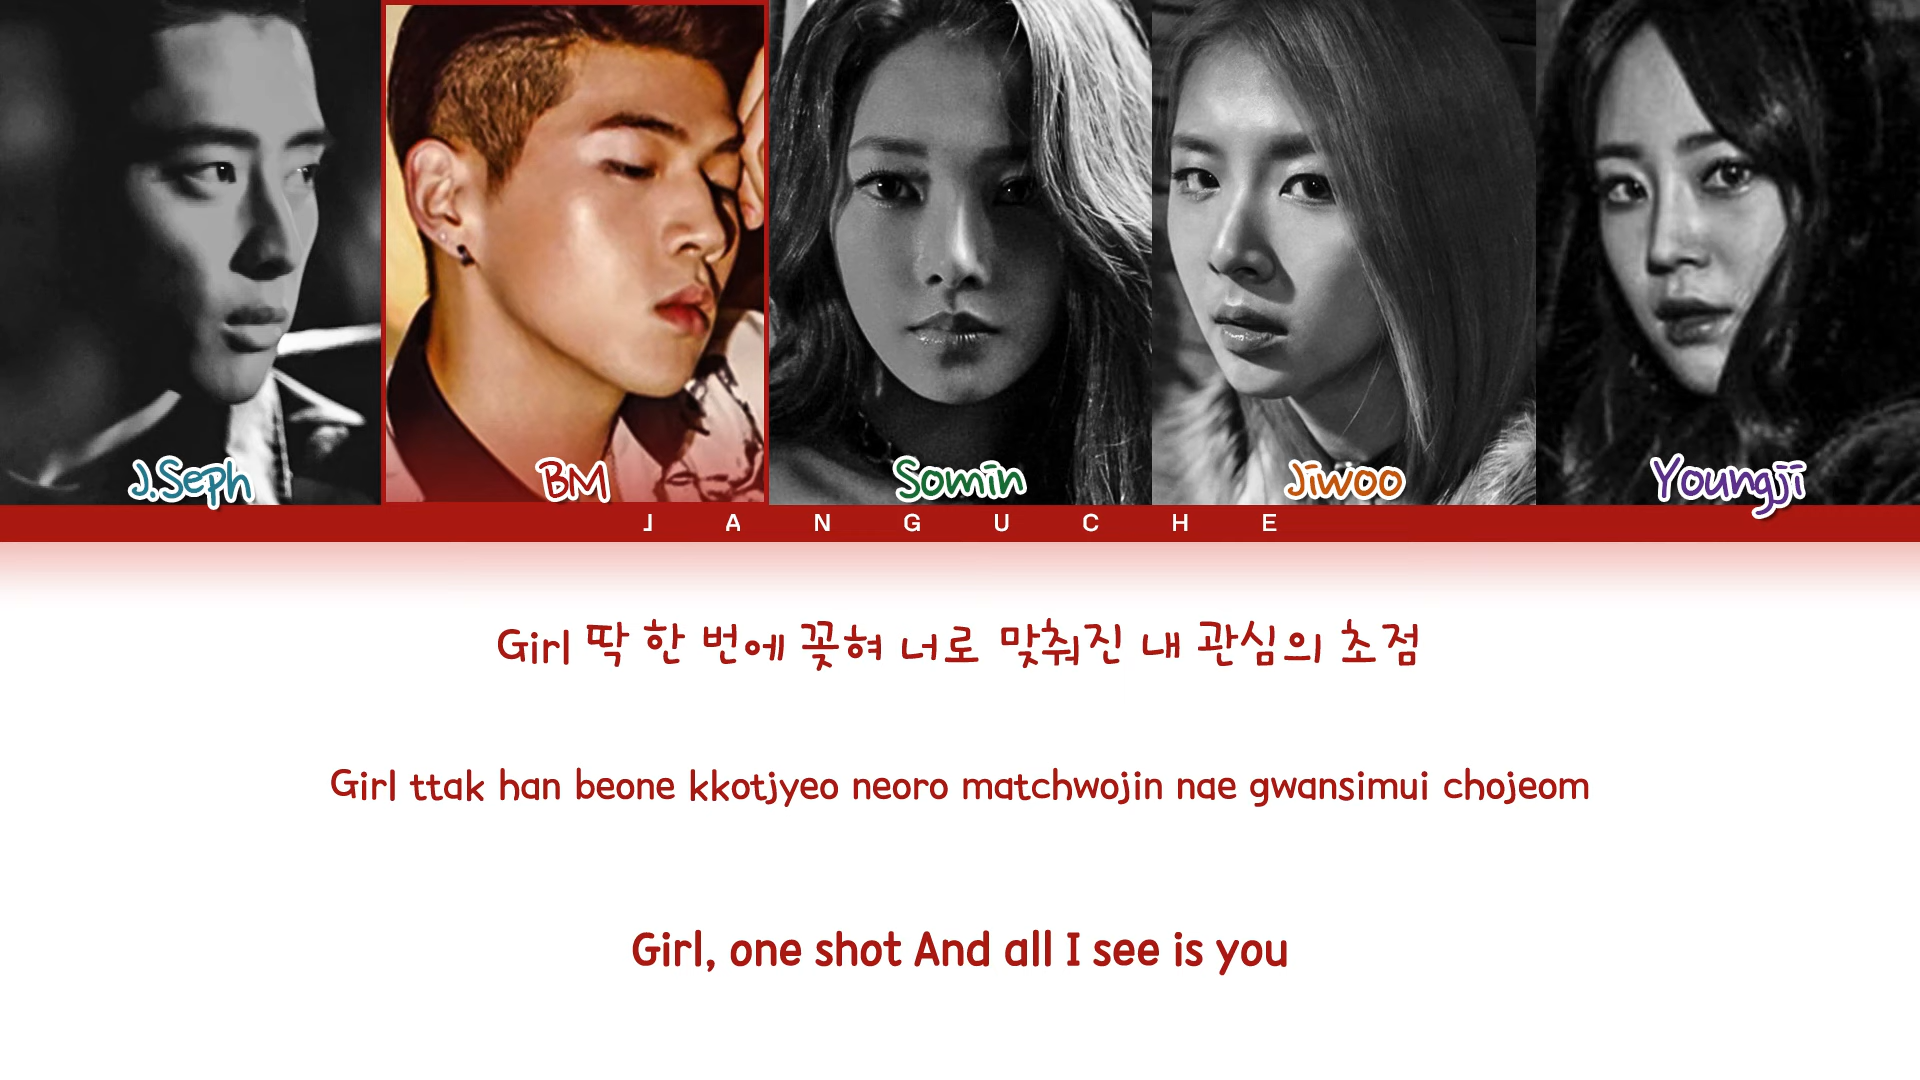 J.Seph
BM
Somin
Jiwoo
Youngji
JANGUCHE
Girl 딱 한 번에 꽂혀 너로 맞춰진 내 관심의 초점
Girl ttak han beone kkotjyeo neoro matchwojin nae gwansimui chojeom
Girl, one shot And all I see is you